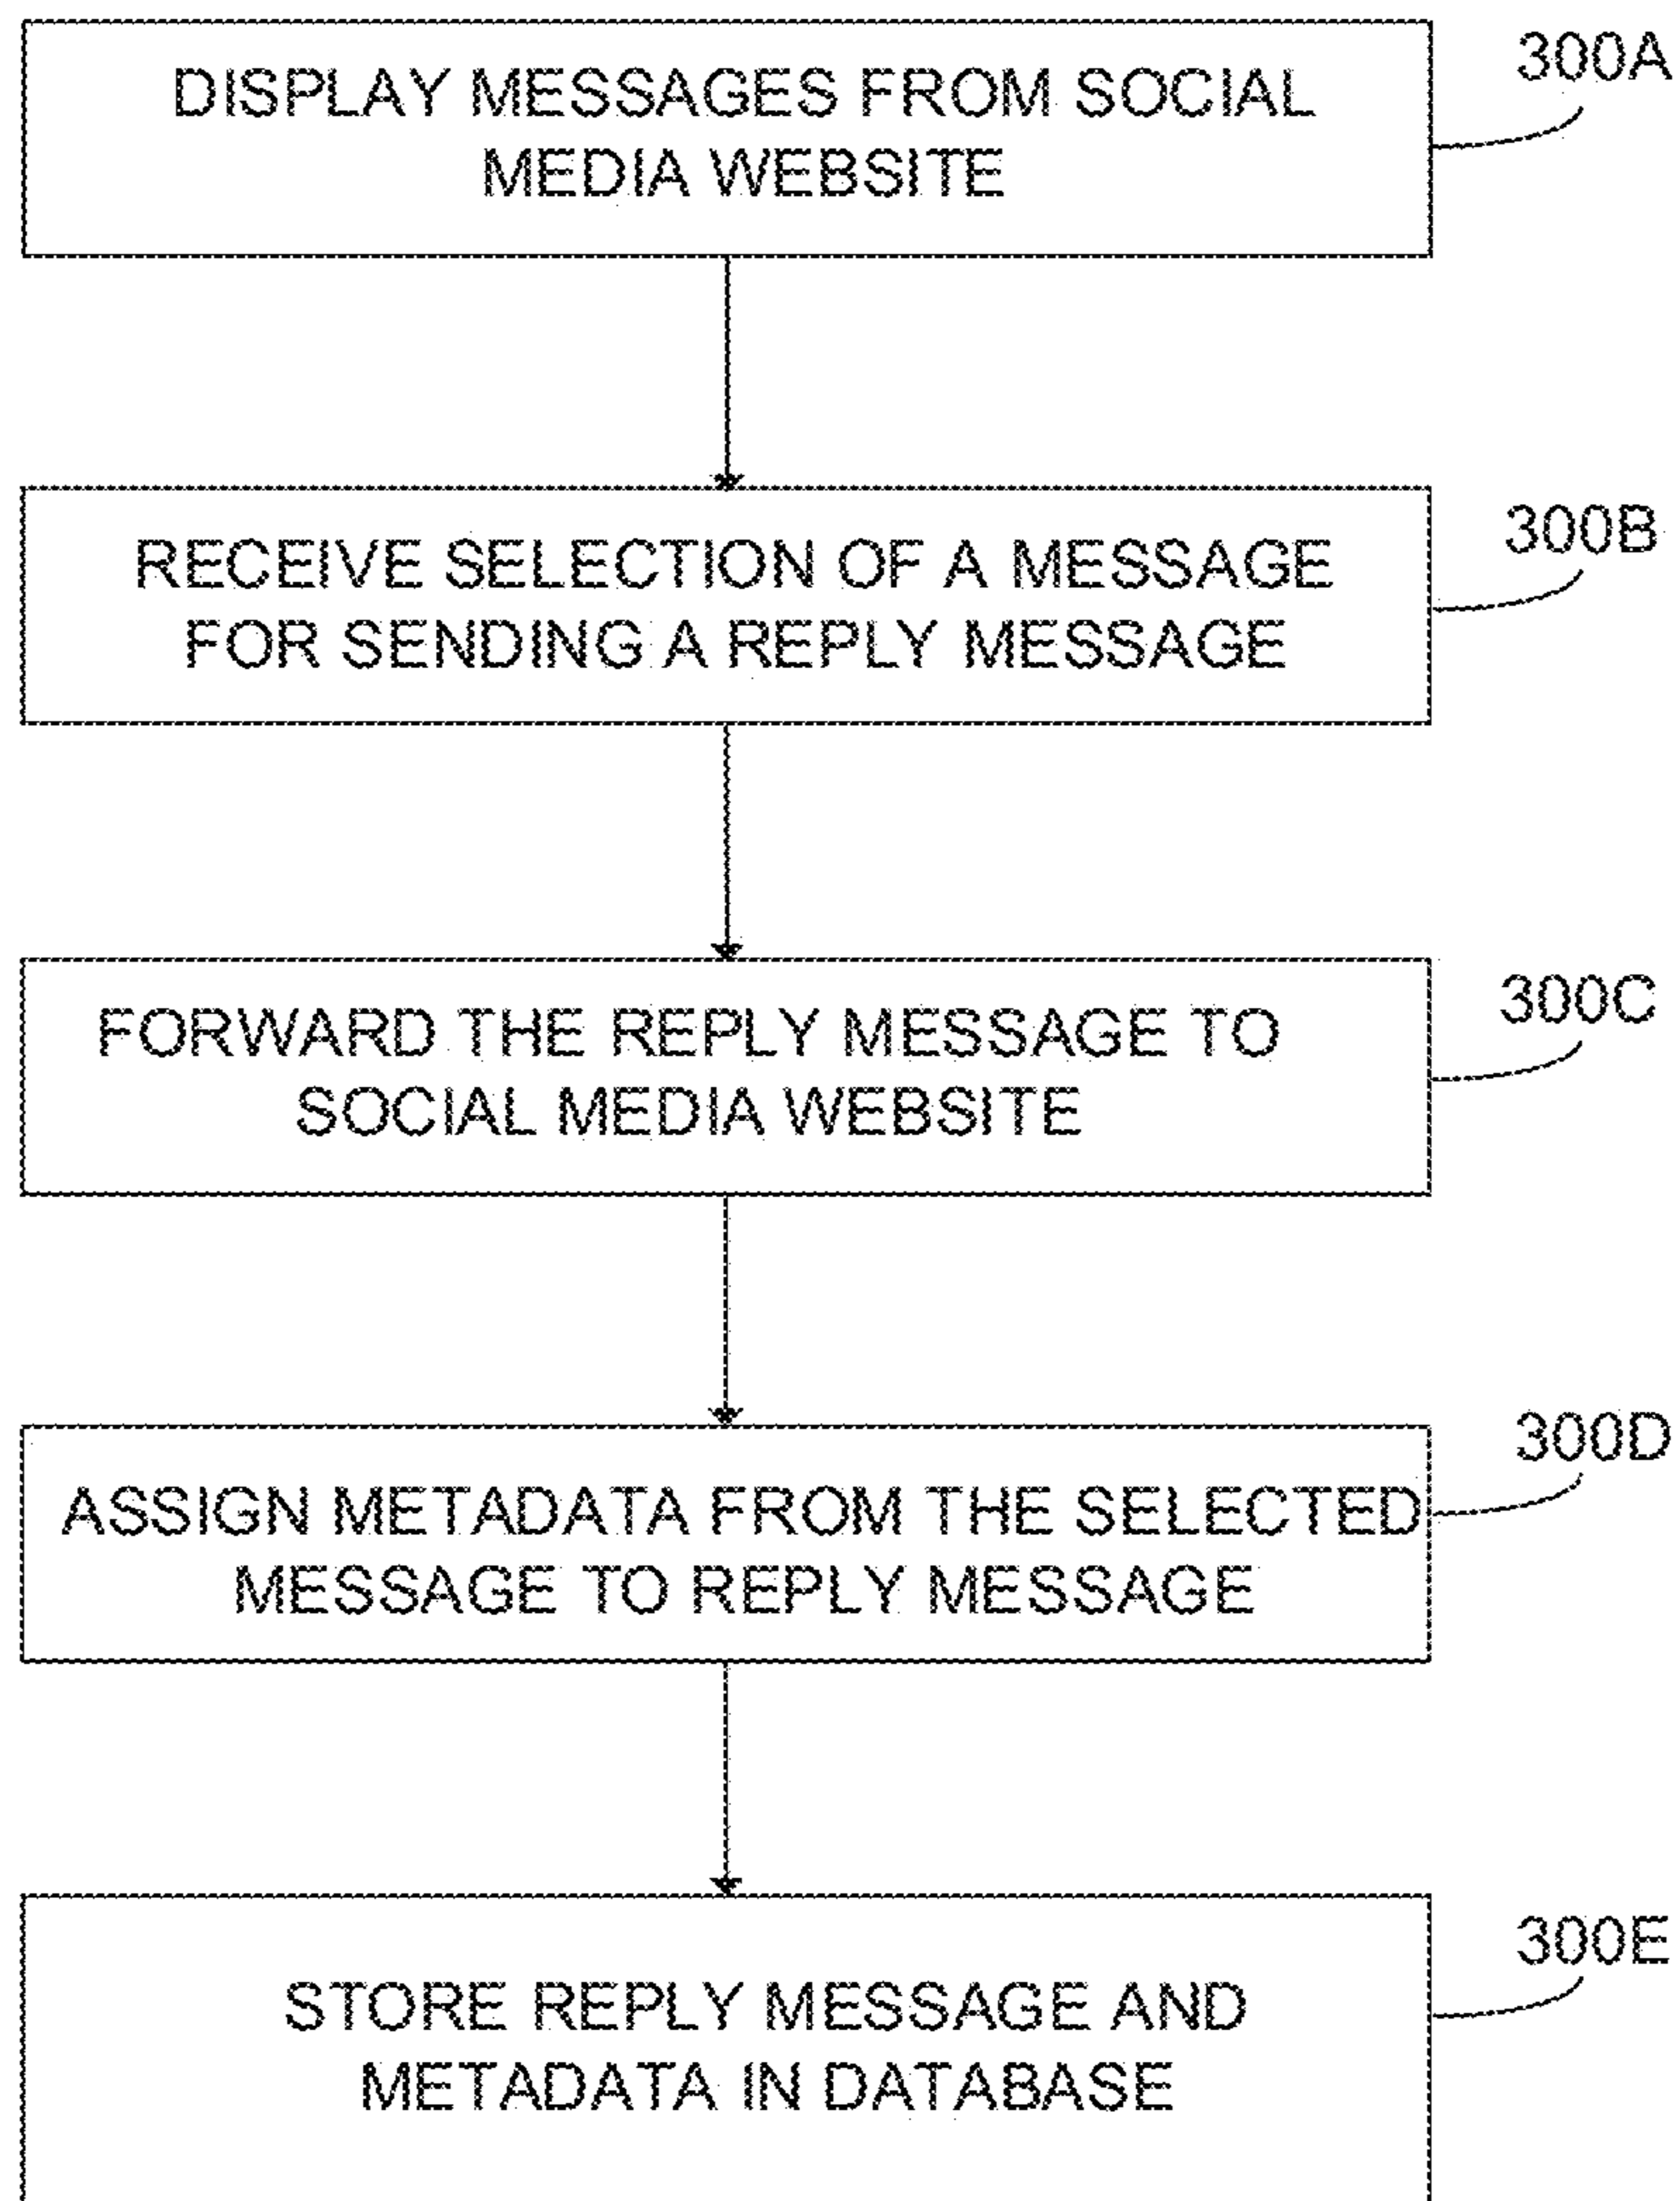 DISPLAY MESSAGES FROM SOCIAL
MEDIA WEBSITE
300A
RECEIVE SELECTION OF A MESSAGE
FOR SENDING A REPLY MESSAGE
300B
FORWARD THE REPLY MESSAGE TO
SOCIAL MEDIA WEBSITE
300C
ASSIGN METADATA FROM THE SELECTED
MESSAGE TO REPLY MESSAGE
300D
STORE REPLY MESSAGE AND
METADATA IN DATABASE
300E